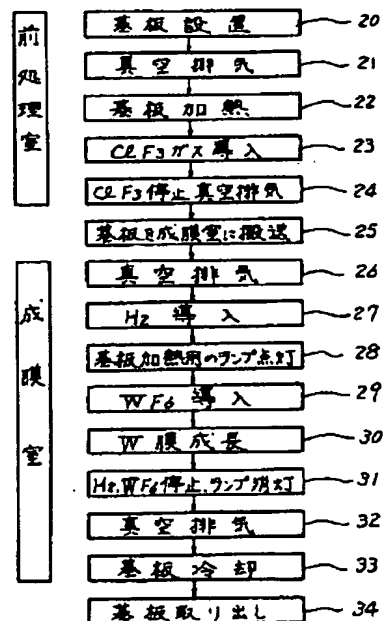 前処理室
基板設置 20
真空排気 21
基板加熱 22
ClF3ガス導入 23
ClF3停止真空排気 24
基板を成膜室に搬送 25
成膜室
真空排気 26
H2導入 27
基板加熱用のランプ点灯 28
WF6導入 29
W膜成長 30
H2,WF6停止,ランプ消灯 31
真空排気 32
基板冷却 33
基板取り出し 34